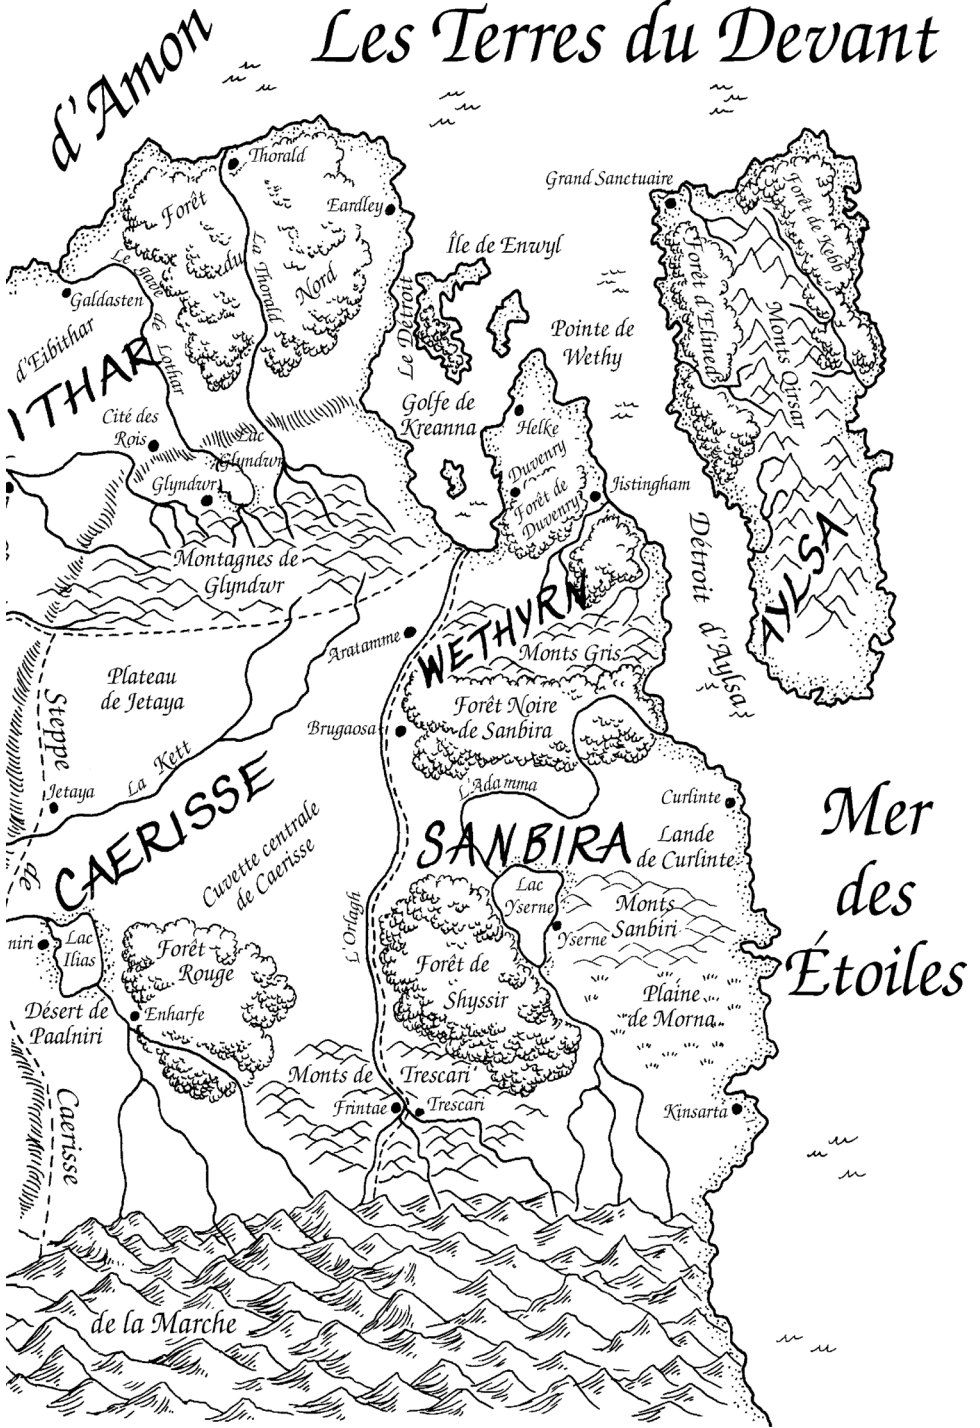 Les Terres du Devant
d'Amon
Thorald
Grand Sanctuaire
Forêt
du
Nord
Eardley
Forêt de Kebb
Île de Enwyl
Forêt d'Elined
Le gave de Lothar
La Thorald
Galdasten
d'Eibithar
ITHAR
Pointe de
Wethy
Monts Orsar
Golfe de
Kreanna
Cité des
Rois
Helke
Lac
Glyndwr
Glyndwr
Duvenry
Forêt de
Duvenry
Jistingham
Détroit d'Aylsa
AYLSA
Montagnes de
Glyndwr
WETHYRN
Aratamme
Monts Gris
Plateau
de Jetaya
Steppe
de
Caerisse
Forêt Noire
de Sanbira
Brugaosa
La Kett
Jetaya
L'Adamma
Curlinte
Mer
des
Étoiles
CAERISSE
SANBIRA
Lande
de Curlinte
Cuvette centrale
de Caerisse
Lac
Yserne
Monts
Sanbiri
Yserne
L'Orlagh
niri
Lac
Ilias
Forêt
Rouge
Forêt de
Shyssir
Plaine
de Morna
Désert de
Paalniri
Enharfe
Monts de Trescari
Frintae
Trescari
Kinsarta
de la Marche